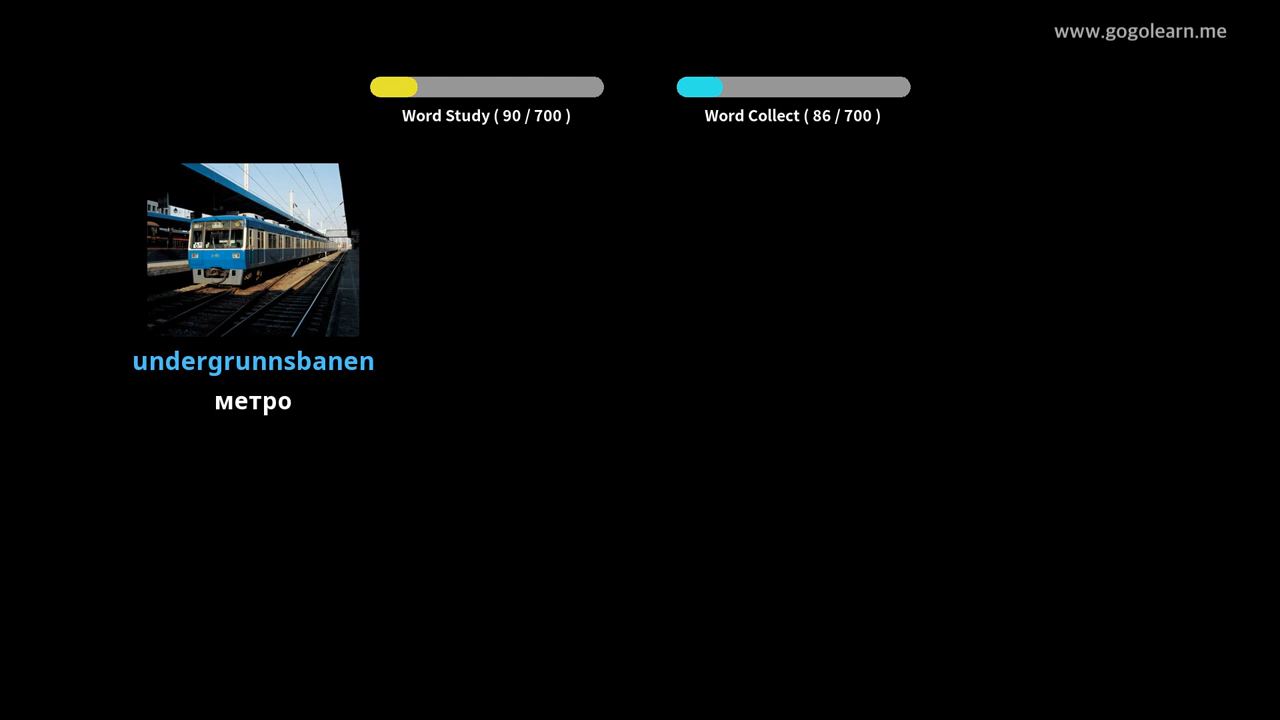 www.gogolearn.me
Word Study ( 90 / 700 )
Word Collect ( 86 / 700 )
undergrunnsbanen
метро